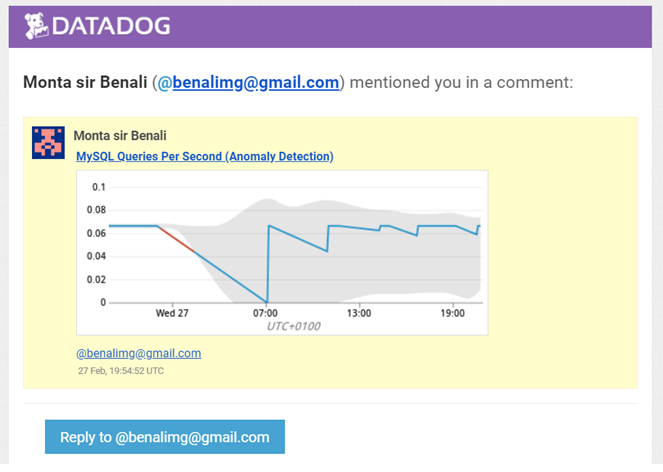 DATADOG
Monta sir Benali (@benalimg@gmail.com) mentioned you in a comment:
Monta sir Benali
MySQL Queries Per Second (Anomaly Detection)
0.1
0.08
0.06
0.04
0.02
0
Wed 27 07:00 13:00 19:00
UTC+0100
@benalimg@gmail.com
27 Feb, 19:54:52 UTC
Reply to @benalimg@gmail.com